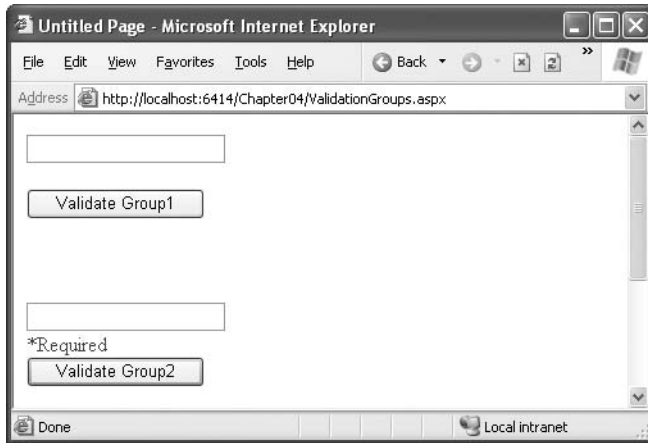 Untitled Page - Microsoft Internet Explorer
File Edit View Favorites Tools Help Back »
Address http://localhost:6414/Chapter04/ValidationGroups.aspx
Validate Group1
*Required
Validate Group2
Done Local intranet